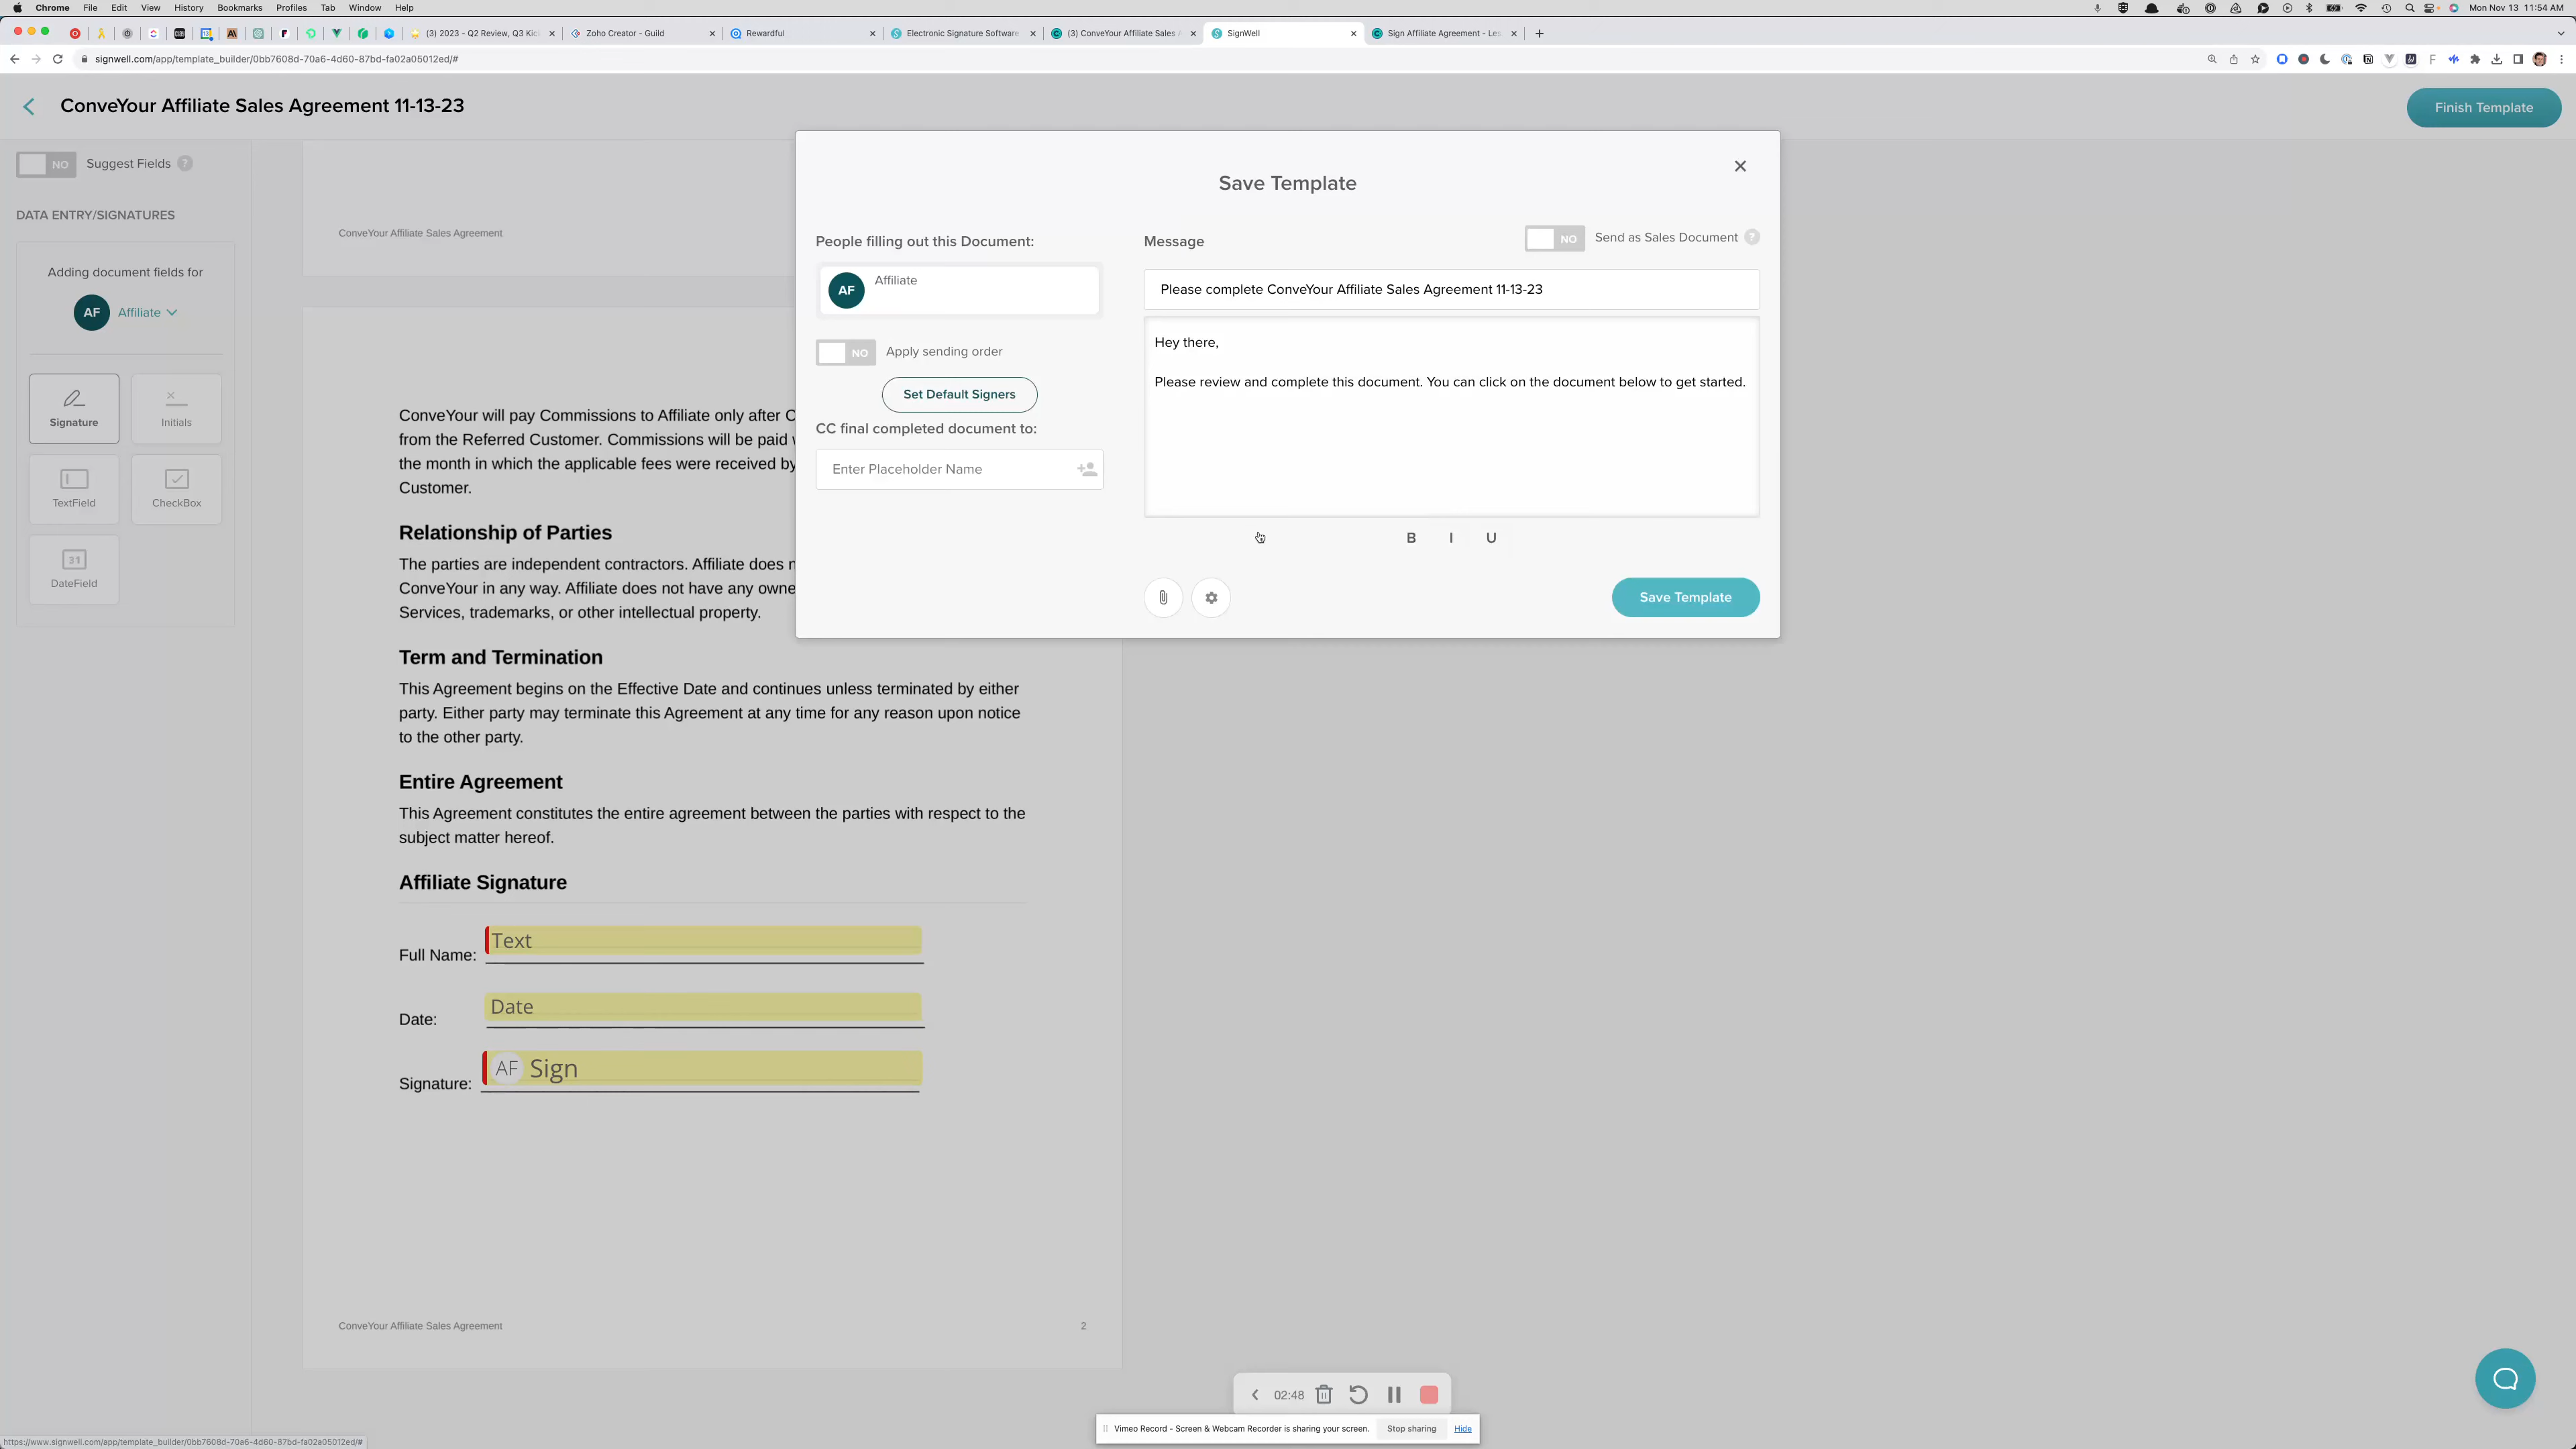 Chrome File Edit View History Bookmarks Profiles Tab Window Help
Mon Nov 13 11:54 AM
(3) 2023 - Q2 Review, Q3 Kic
Zoho Creator - Guild
Rewardful
Electronic Signature Software
(3) ConveYour Affiliate Sales A
SignWell
Sign Affiliate Agreement - Les
signwell.com/app/template_builder/0bb7608d-70a6-4d60-87bd-fa02a05012ed/#
ConveYour Affiliate Sales Agreement 11-13-23
Finish Template
NO Suggest Fields ?
DATA ENTRY/SIGNATURES
Adding document fields for
AF Affiliate
Signature
Initials
TextField
CheckBox
31
DateField
ConveYour Affiliate Sales Agreement
ConveYour will pay Commissions to Affiliate only after C
from the Referred Customer. Commissions will be paid
the month in which the applicable fees were received by
Customer.
Relationship of Parties
The parties are independent contractors. Affiliate does n
ConveYour in any way. Affiliate does not have any owne
Services, trademarks, or other intellectual property.
Term and Termination
This Agreement begins on the Effective Date and continues unless terminated by either
party. Either party may terminate this Agreement at any time for any reason upon notice
to the other party.
Entire Agreement
This Agreement constitutes the entire agreement between the parties with respect to the
subject matter hereof.
Affiliate Signature
Full Name: Text
Date: Date
Signature: AF Sign
ConveYour Affiliate Sales Agreement 2
Save Template
People filling out this Document:
AF Affiliate
NO Apply sending order
Set Default Signers
CC final completed document to:
Enter Placeholder Name
Message
NO Send as Sales Document ?
Please complete ConveYour Affiliate Sales Agreement 11-13-23
Hey there,
Please review and complete this document. You can click on the document below to get started.
B I U
Save Template
02:48
Vimeo Record - Screen & Webcam Recorder is sharing your screen. Stop sharing Hide
https://www.signwell.com/app/template_builder/0bb7608d-70a6-4d60-87bd-fa02a05012ed/#